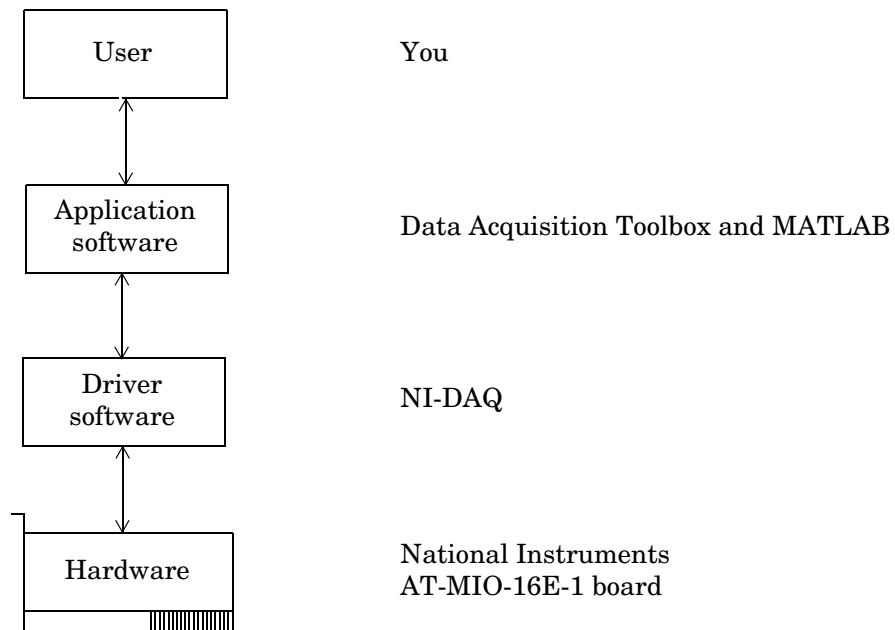 User
You
Application
software
Data Acquisition Toolbox and MATLAB
Driver
software
NI-DAQ
Hardware
National Instruments
AT-MIO-16E-1 board